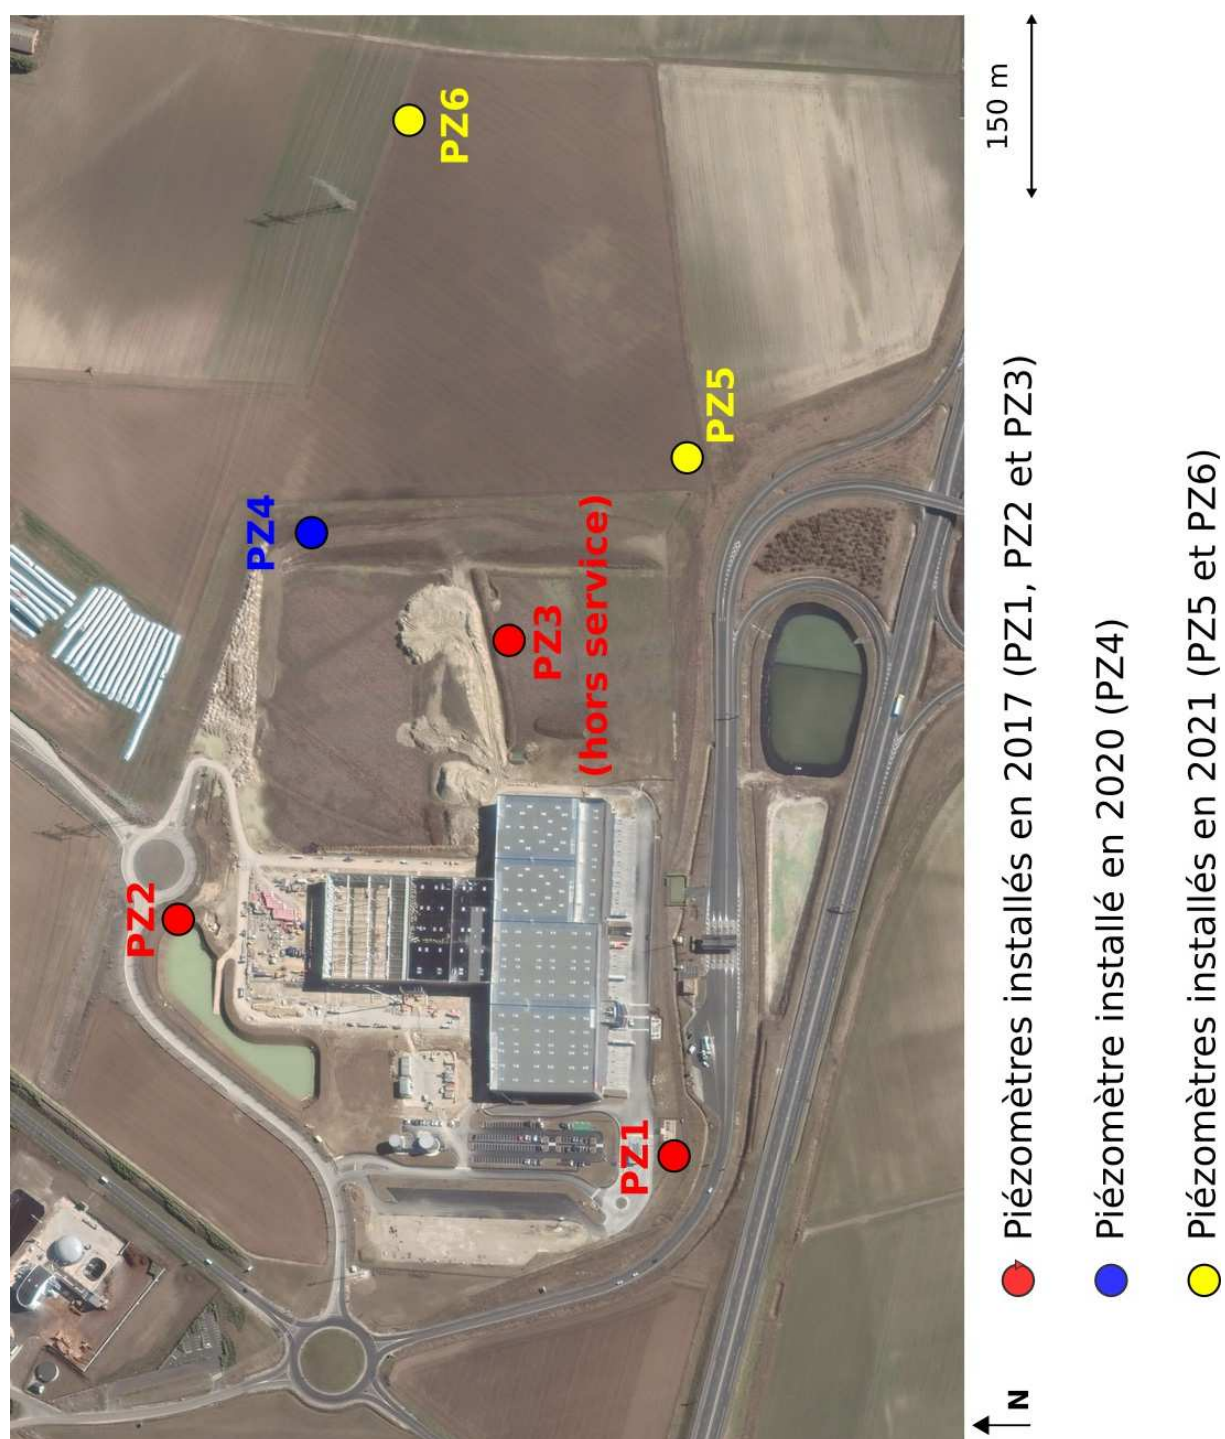 PZ6
PZ4
PZ5
PZ3
(hors service)
PZ2
PZ1
150 m
Piézomètres installés en 2017 (PZ1, PZ2 et PZ3)
Piézomètre installé en 2020 (PZ4)
Piézomètres installés en 2021 (PZ5 et PZ6)
N